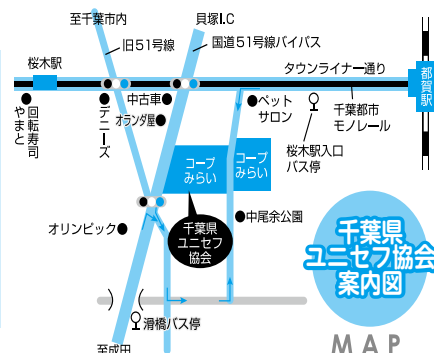 至千葉市内
貝塚I.C
旧51号線
国道51号線バイパス
桜木駅
タウンライナー通り
都賀駅
回転寿司
やまと
デニーズ
中古車
オランダ屋
ペット
サロン
桜木駅入口
バス停
千葉都市
モノレール
コープ
みらい
コープ
みらい
オリンピック
千葉県
ユニセフ
協会
中尾余公園
千葉県
ユニセフ協会
案内図
滑橋バス停
至成田
MAP